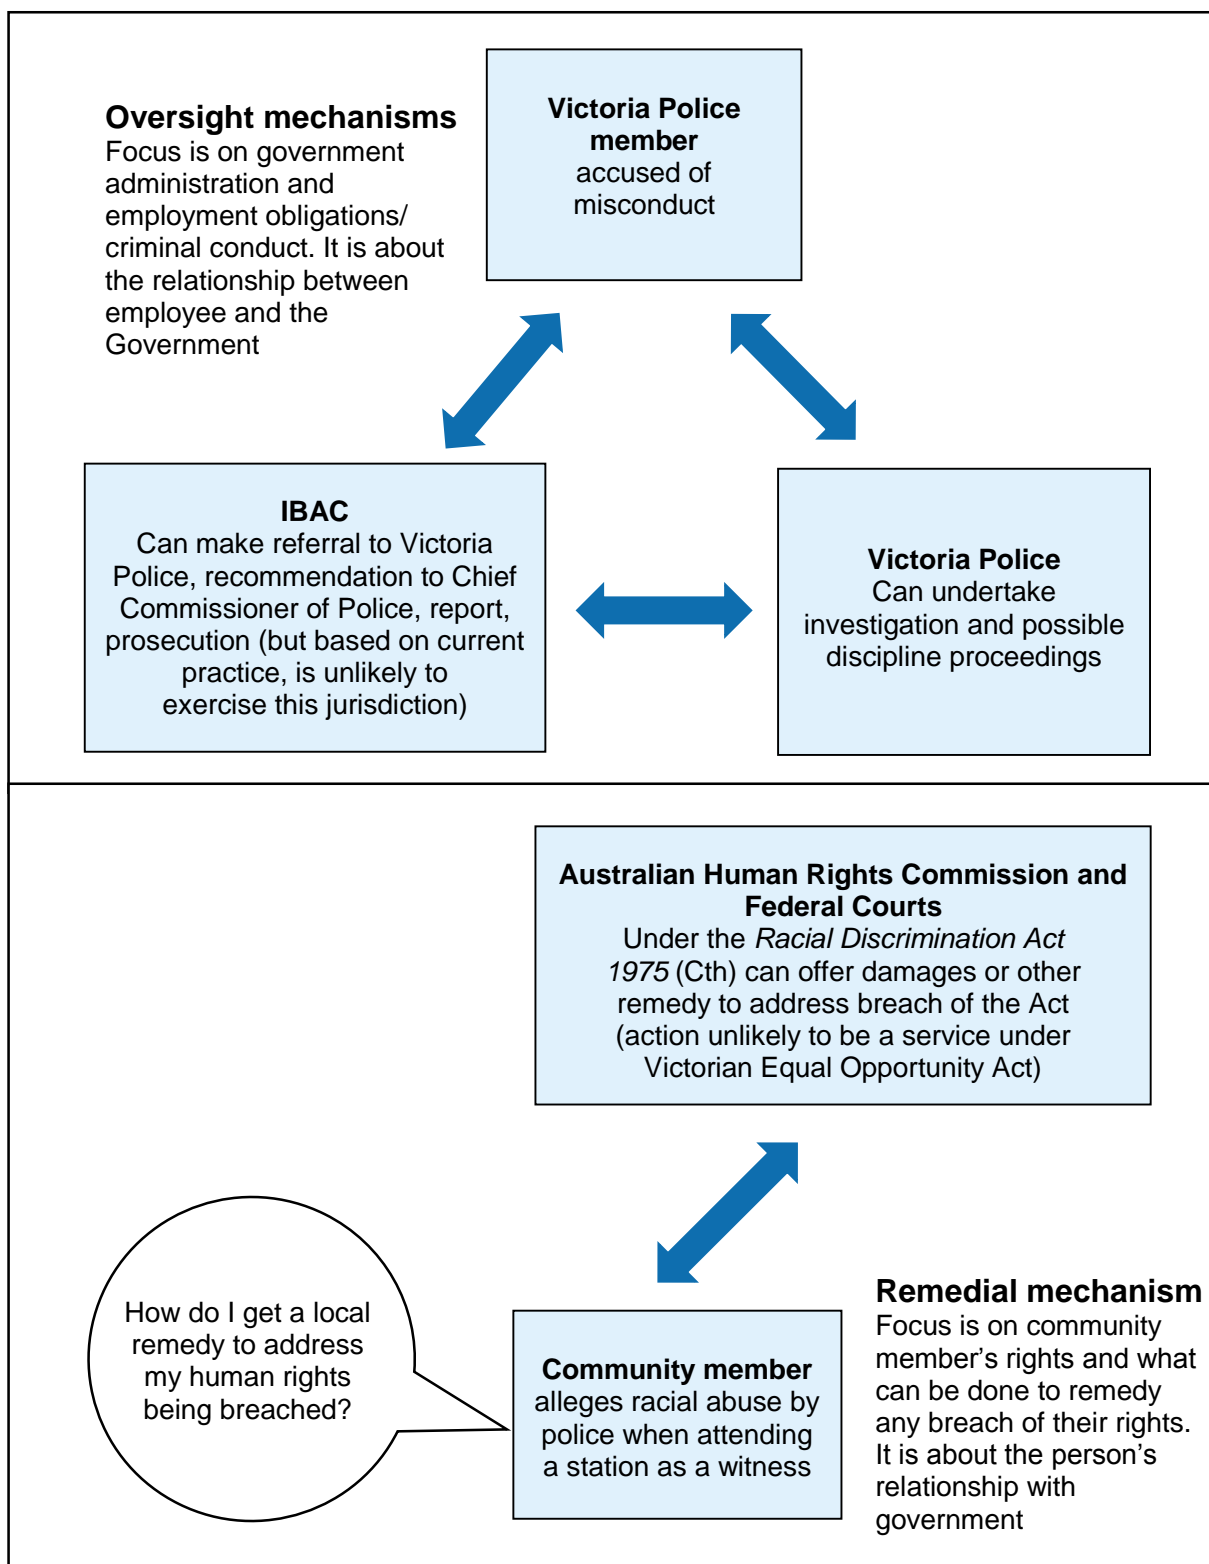 Oversight mechanisms
Focus is on government
administration and
employment obligations/
criminal conduct. It is about
the relationship between
employee and the
Government
Victoria Police
member
accused of
misconduct
IBAC
Can make referral to Victoria
Police, recommendation to Chief
Commissioner of Police, report,
prosecution (but based on current
practice, is unlikely to
exercise this jurisdiction)
Victoria Police
Can undertake
investigation and possible
discipline proceedings
Australian Human Rights Commission and
Federal Courts
Under the Racial Discrimination Act
1975 (Cth) can offer damages or other
remedy to address breach of the Act
(action unlikely to be a service under
Victorian Equal Opportunity Act)
How do I get a local
remedy to address
my human rights
being breached?
Community member
alleges racial abuse by
police when attending
a station as a witness
Remedial mechanism
Focus is on community
member's rights and what
can be done to remedy
any breach of their rights.
It is about the person's
relationship with
government